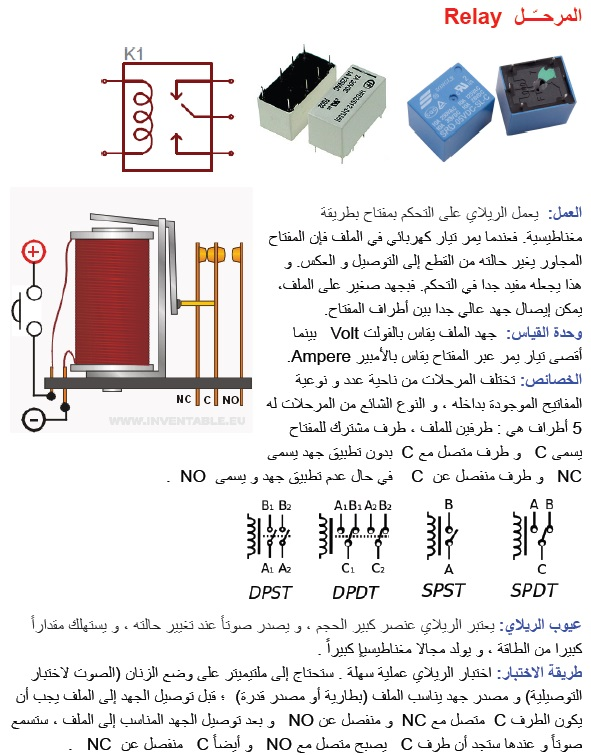 المرحّـل Relay
K1
العمل: يعمل الريلاي على التحكم بمفتاح بطريقة
مغناطيسية. فعندما يمر تيار كهربائي في الملف فإن المفتاح
المجاور يغير حالته من القطع إلى التوصيل و العكس. و
هذا يجعله مفيد جدا في التحكم. فبجهد صغير على الملف،
يمكن إيصال جهد عالي جدا بين أطراف المفتاح.
وحدة القياس: جهد الملف يقاس بالفولت Volt بينما
أقصى تيار يمر عبر المفتاح يقاس بالأمبير Ampere.
الخصائص: تختلف المرحلات من ناحية عدد و نوعية
المفاتيح الموجودة بداخله ، و النوع الشائع من المرحلات له
5 أطراف هي : طرفين للملف ، طرف مشترك للمفتاح
يسمى C و طرف متصل مع C بدون تطبيق جهد يسمى
NC و طرف منفصل عن C في حال عدم تطبيق جهد و يسمى NO .
NC C NO
WWW.INVENTABLE.EU
B1 B2 A1B1 A2B2 B A B
A1 A2 C1 C2 A C
DPST DPDT SPST SPDT
عيوب الريلاي: يعتبر الريلاي عنصر كبير الحجم ، و يصدر صوتاً عند تغيير حالته ، و يستهلك مقداراً
كبيرا من الطاقة ، و يولد مجالا مغناطيسيا كبيراً .
طريقة الاختبار: اختبار الريلاي عملية سهلة . ستحتاج إلى ملتيميتر على وضع الزنان (الصوت لاختبار
التوصيلية) و مصدر جهد يناسب الملف (بطارية أو مصدر قدرة) ؛ قبل توصيل الجهد إلى الملف يجب أن
يكون الطرف C متصل مع NC و منفصل عن NO و بعد توصيل الجهد المناسب إلى الملف ، ستسمع
صوتاً و عندها ستجد أن طرف C يصبح متصل مع NO و أيضاً C منفصل عن NC .